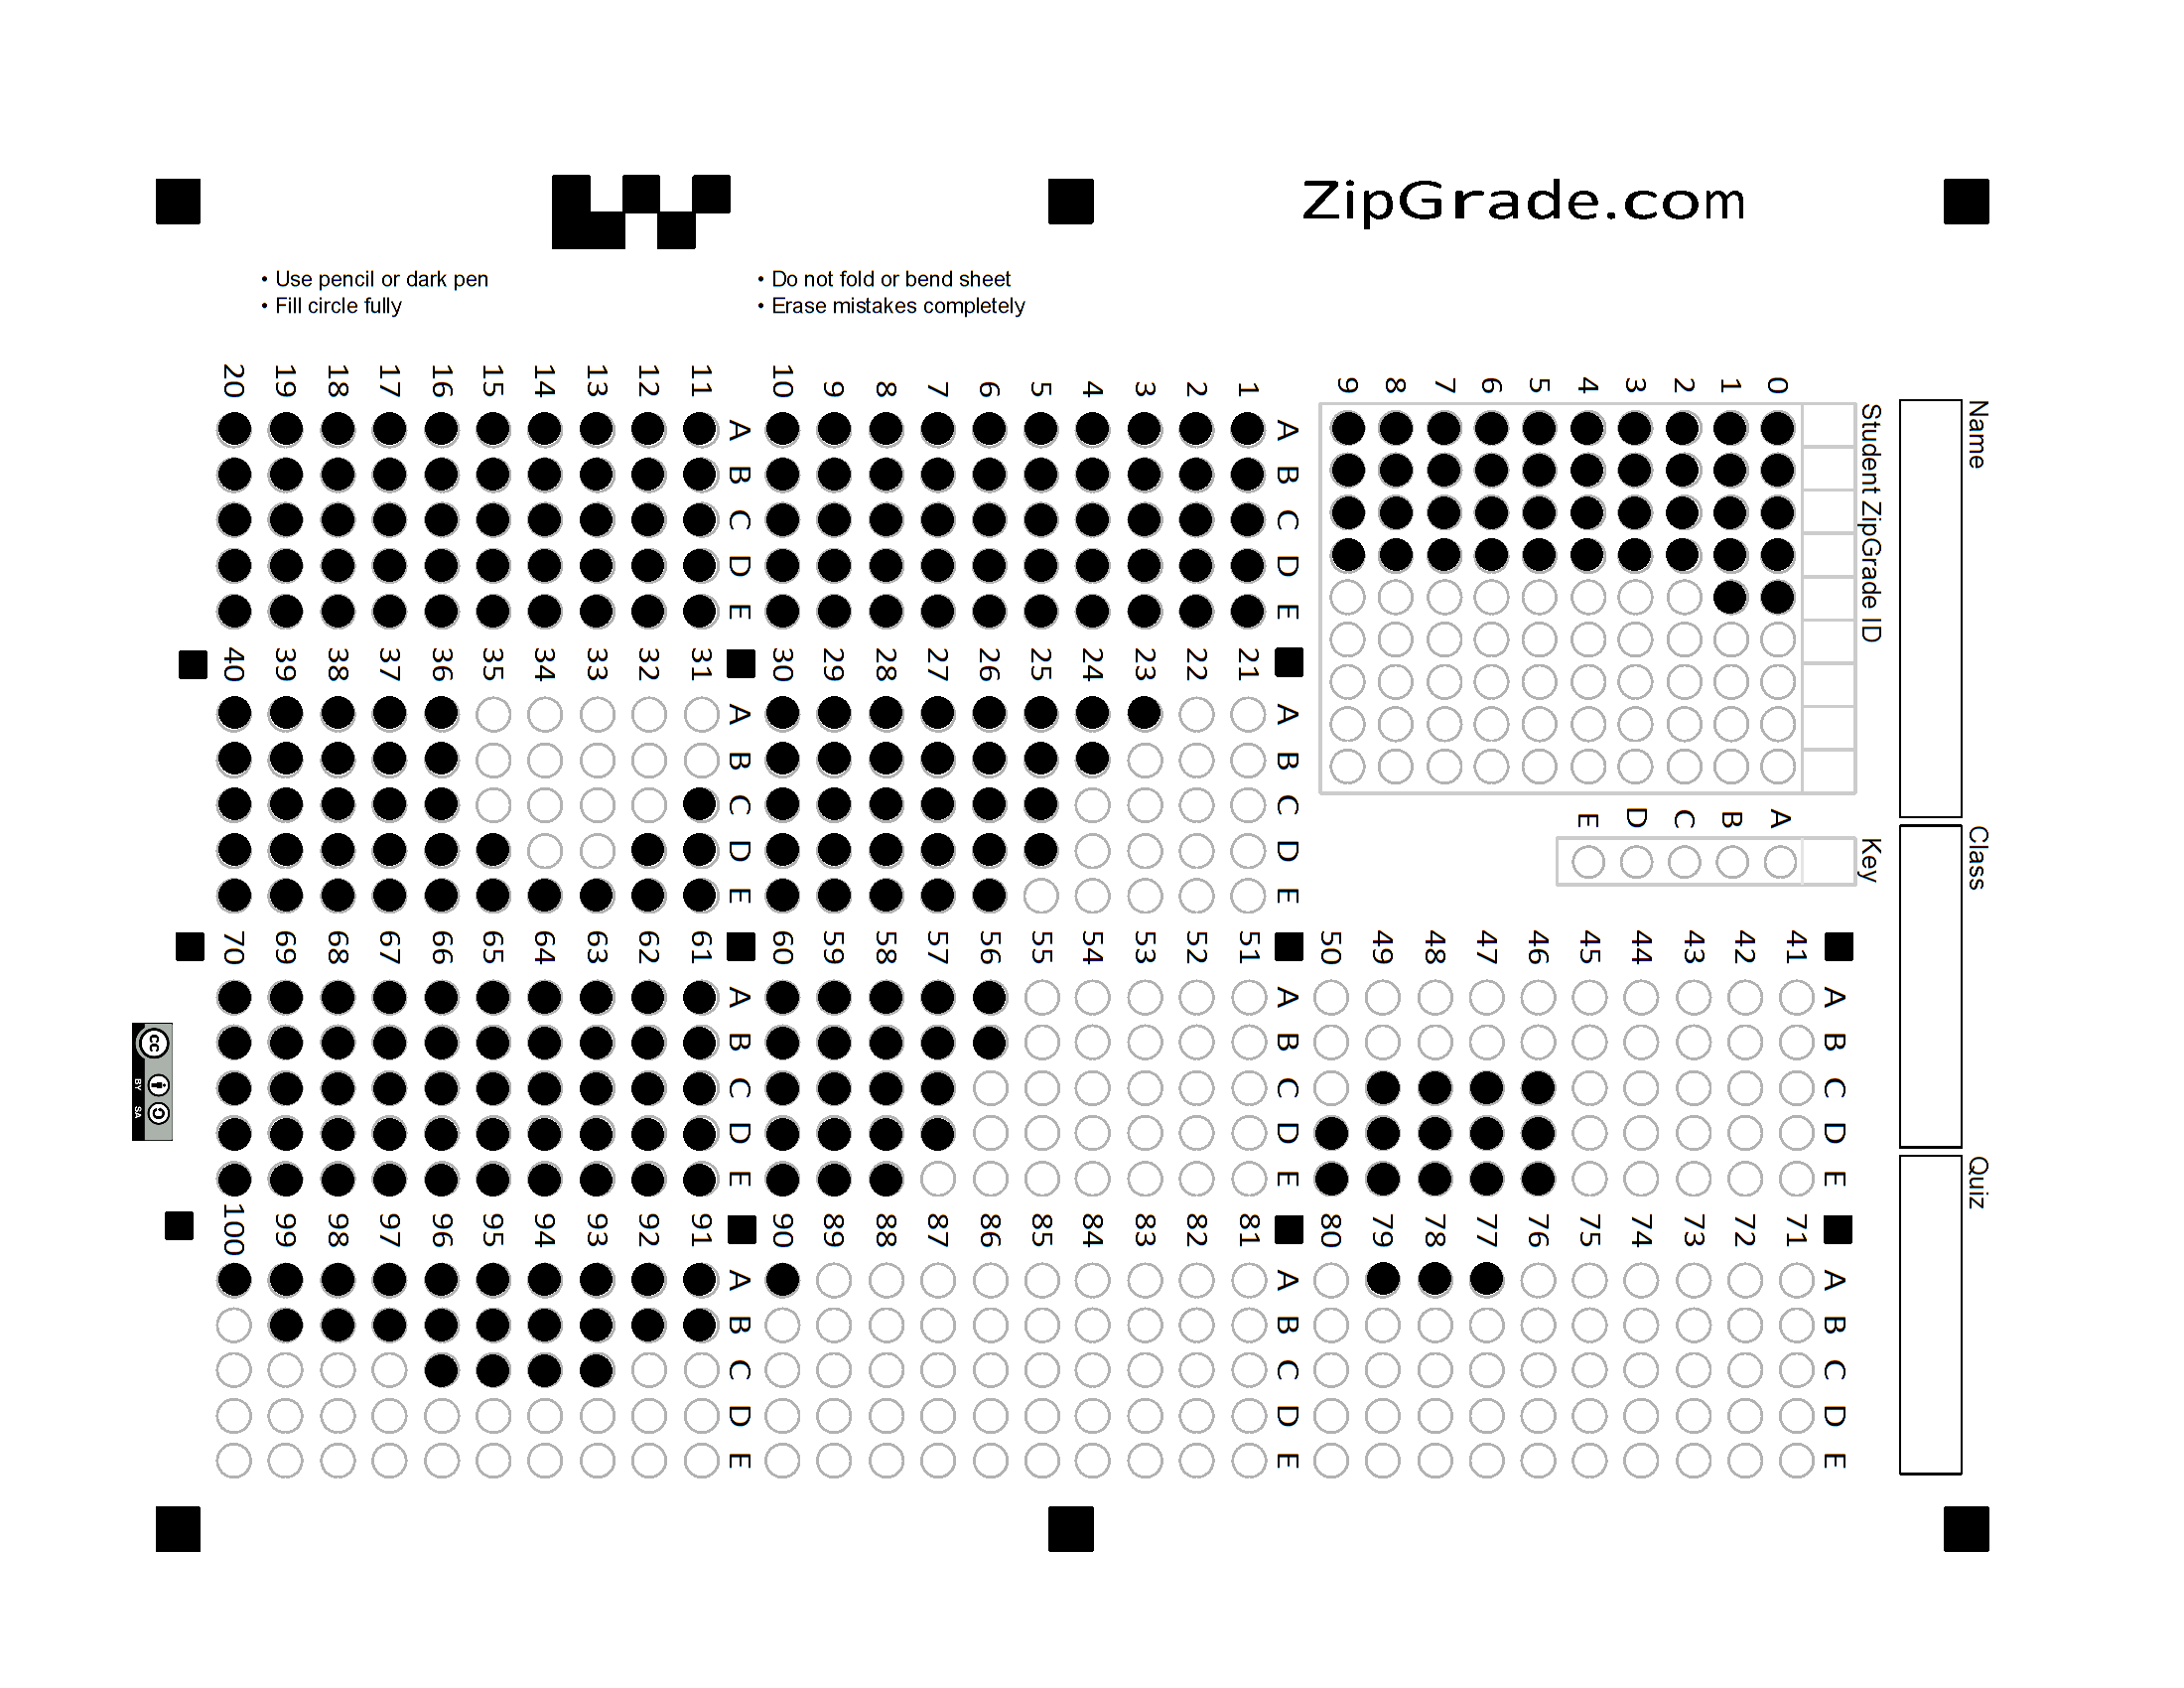 ZipGrade.com
• Use pencil or dark pen
• Fill circle fully
• Do not fold or bend sheet
• Erase mistakes completely
Name
Class
Quiz
Student ZipGrade ID
0 1 2 3 4 5 6 7 8 9
Key
A B C D E
A B C D E
1 2 3 4 5 6 7 8 9 10
A B C D E
11 12 13 14 15 16 17 18 19 20
A B C D E
21 22 23 24 25 26 27 28 29 30
A B C D E
31 32 33 34 35 36 37 38 39 40
A B C D E
41 42 43 44 45 46 47 48 49 50
A B C D E
51 52 53 54 55 56 57 58 59 60
A B C D E
61 62 63 64 65 66 67 68 69 70
A B C D E
71 72 73 74 75 76 77 78 79 80
A B C D E
81 82 83 84 85 86 87 88 89 90
A B C D E
91 92 93 94 95 96 97 98 99 100
A B C D E
cc BY SA